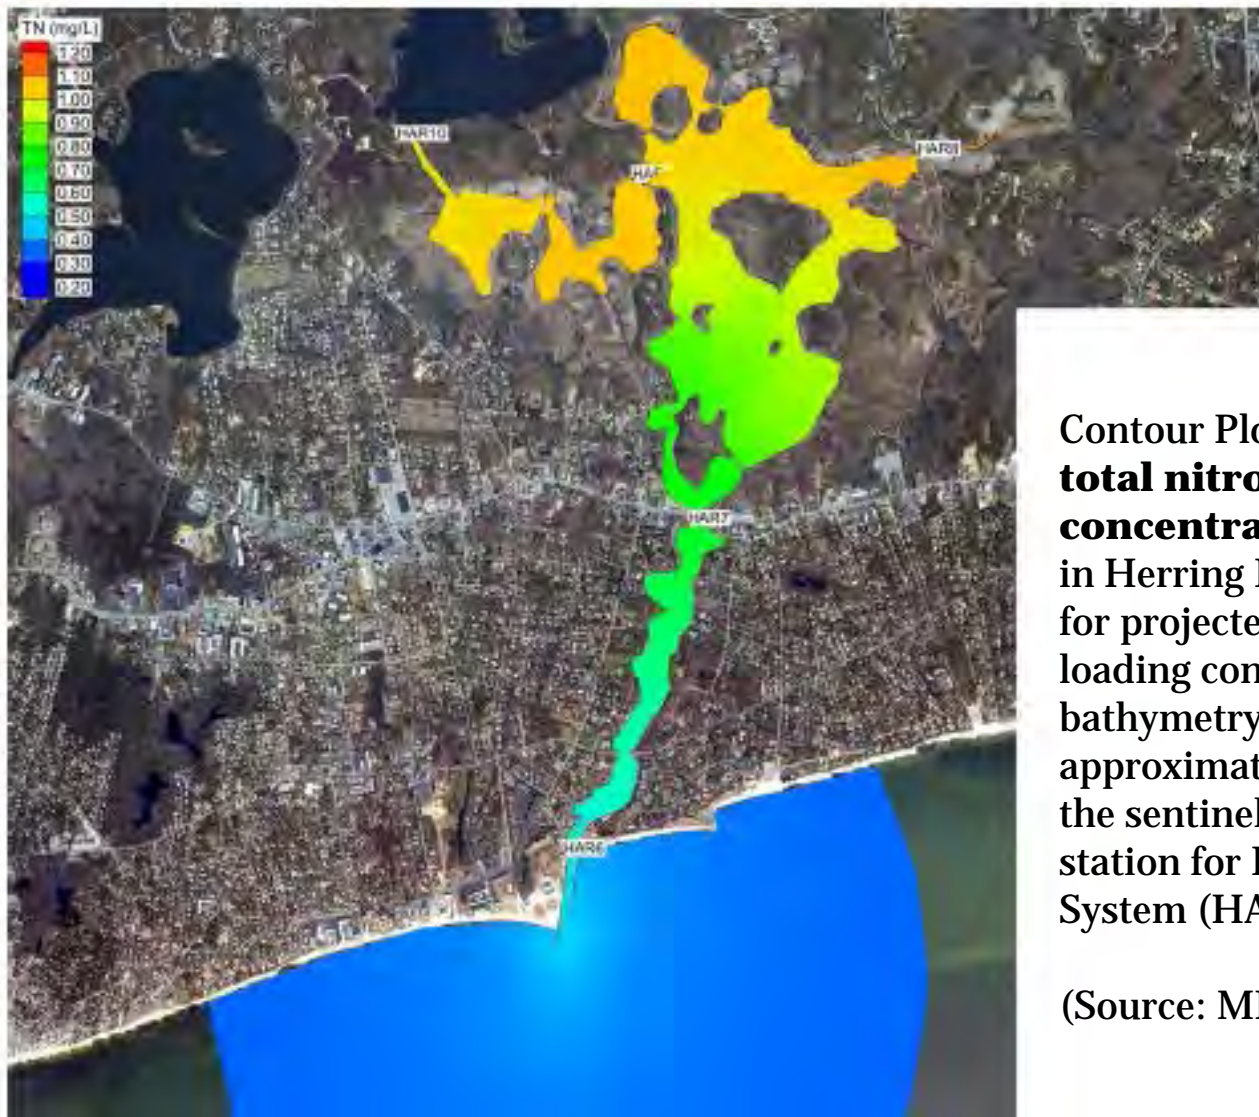 TN (mg/L)
1.20
1.10
1.00
0.90
0.80
0.70
0.60
0.50
0.40
0.30
0.20
HAR10
HAR8
HAR7
HAR6
Contour Plo
total nitro
concentra
in Herring
for projecte
loading con
bathymetry
approximat
the sentinel
station for
System (HA
(Source: